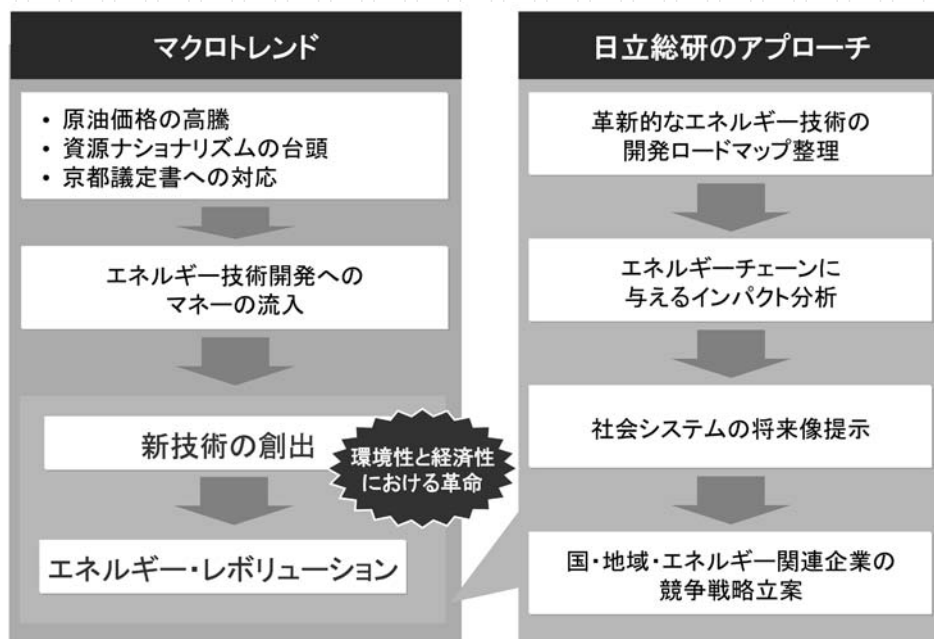 マクロトレンド
・ 原油価格の高騰
・ 資源ナショナリズムの台頭
・ 京都議定書への対応
エネルギー技術開発への
マネーの流入
新技術の創出
環境性と経済性
における革命
エネルギー・レボリューション
日立総研のアプローチ
革新的なエネルギー技術の
開発ロードマップ整理
エネルギーチェーンに
与えるインパクト分析
社会システムの将来像提示
国・地域・エネルギー関連企業の
競争戦略立案